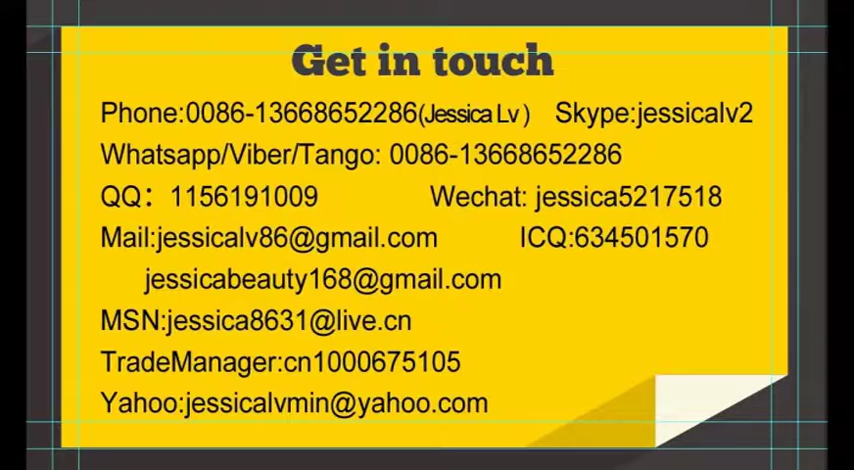 Get in touch
Phone:0086-13668652286(Jessica Lv ) Skype:jessicalv2
Whatsapp/Viber/Tango: 0086-13668652286
QQ：1156191009 Wechat: jessica5217518
Mail:jessicalv86@gmail.com ICQ:634501570
jessicabeauty168@gmail.com
MSN:jessica8631@live.cn
TradeManager:cn1000675105
Yahoo:jessicalvmin@yahoo.com